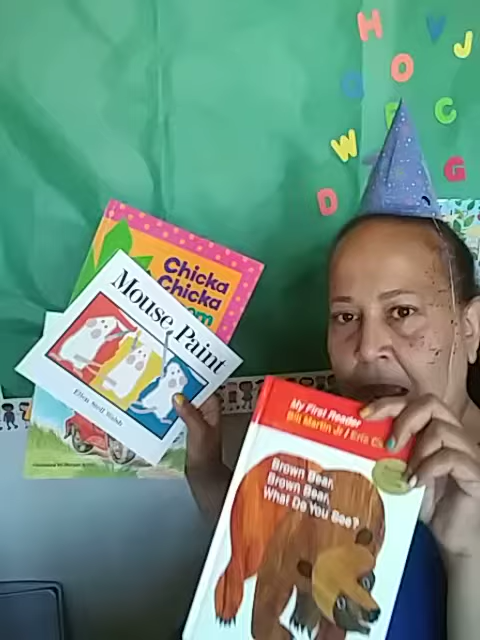 H
V
J
O
G
F
C
W
G
D
Chicka
Chicka
Mouse Paint
Ellen Stoll Walsh
My First Reader
Bill Martin Jr / Eric
Brown Bear,
Brown Bear,
What Do You See?